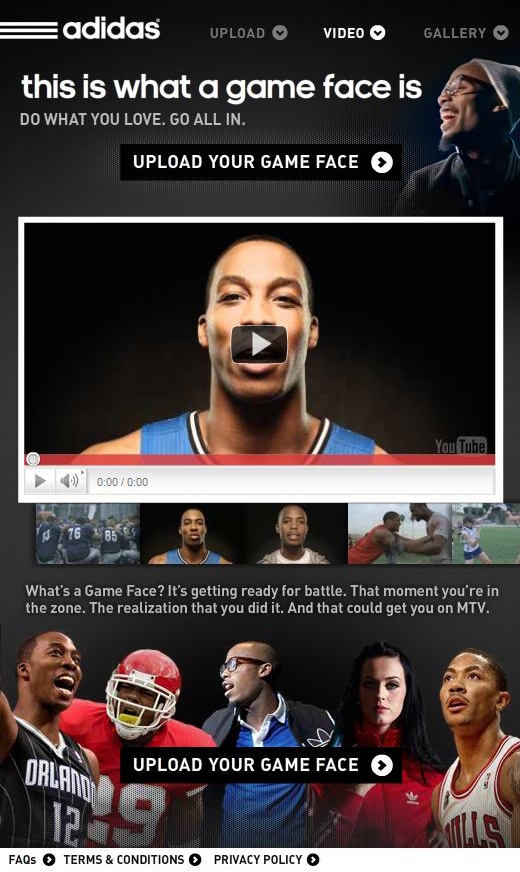 adidas
UPLOAD VIDEO GALLERY
this is what a game face is
DO WHAT YOU LOVE. GO ALL IN.
UPLOAD YOUR GAME FACE
YouTube
0:00 / 0:00
76 85
What's a Game Face? It's getting ready for battle. That moment you're in
the zone. The realization that you did it. And that could get you on MTV.
UPLOAD YOUR GAME FACE
ORLANDO
12
29
BULLS
FAQs TERMS & CONDITIONS PRIVACY POLICY